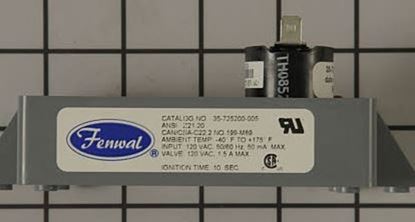 CATALOG NO. 35-725200-005
ANSI Z21.20
CAN/CGA-C22.2 NO.199-M89
AMBIENT TEMP. -40° F TO +175° F
INPUT: 120 VAC, 50/60 Hz, 50 mA MAX.
VALVE: 120 VAC, 1.5 A MAX.
IGNITION TIME: 10 SEC.
Fenwal
®